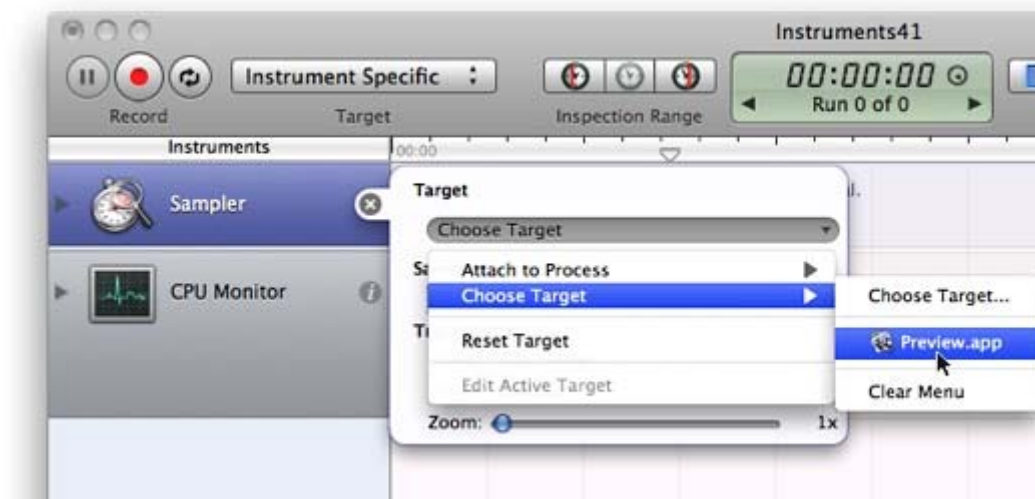 Instruments41
Instrument Specific
00:00:00
Run 0 of 0
Record
Target
Inspection Range
Instruments
00:00
Sampler
Target
l.
Choose Target
Sa
Attach to Process
CPU Monitor
Choose Target
Choose Target...
Tr
Reset Target
Preview.app
Edit Active Target
Clear Menu
Zoom:
1x